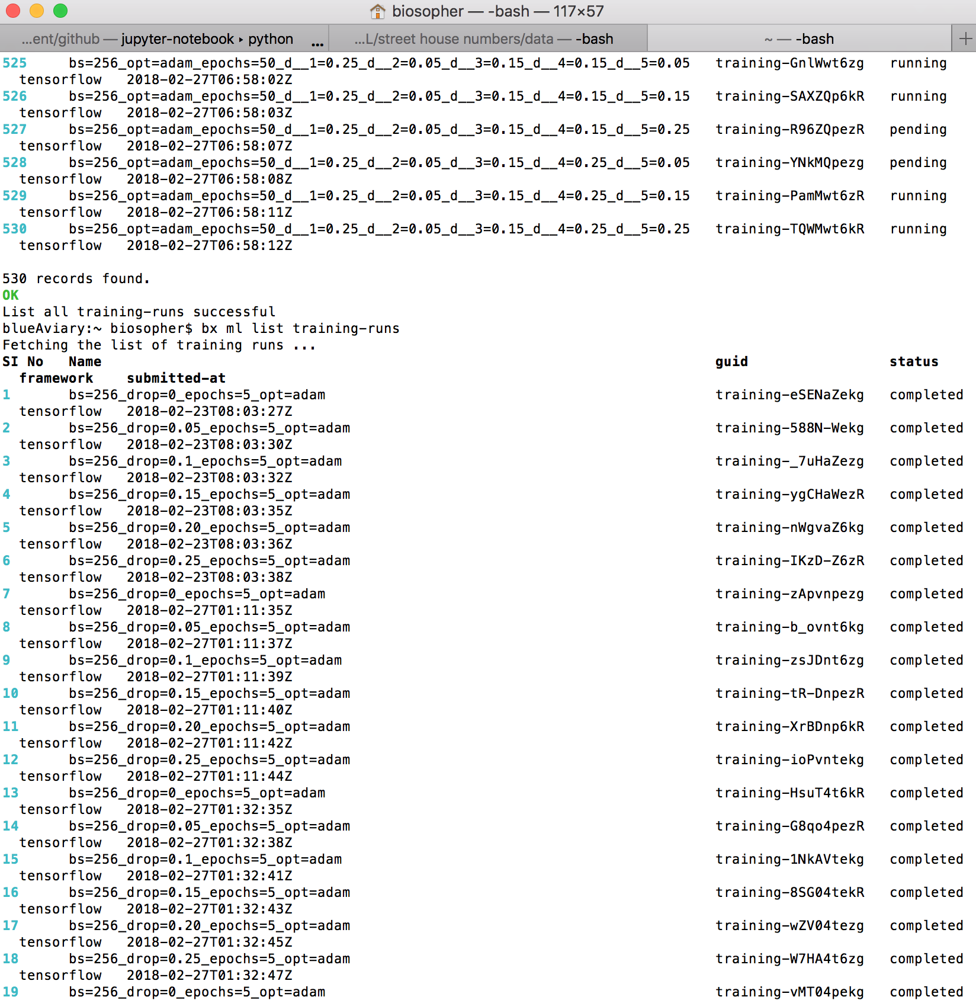 biosopher — -bash — 117×57
...ent/github — jupyter-notebook ▸ python ... ...L/street house numbers/data — -bash ~ — -bash +
525 bs=256_opt=adam_epochs=50_d__1=0.25_d__2=0.05_d__3=0.15_d__4=0.15_d__5=0.05 training-GnlWwt6zg running
tensorflow 2018-02-27T06:58:02Z
526 bs=256_opt=adam_epochs=50_d__1=0.25_d__2=0.05_d__3=0.15_d__4=0.15_d__5=0.15 training-SAXZQp6kR running
tensorflow 2018-02-27T06:58:03Z
527 bs=256_opt=adam_epochs=50_d__1=0.25_d__2=0.05_d__3=0.15_d__4=0.15_d__5=0.25 training-R96ZQpezR pending
tensorflow 2018-02-27T06:58:07Z
528 bs=256_opt=adam_epochs=50_d__1=0.25_d__2=0.05_d__3=0.15_d__4=0.25_d__5=0.05 training-YNkMQpezg pending
tensorflow 2018-02-27T06:58:08Z
529 bs=256_opt=adam_epochs=50_d__1=0.25_d__2=0.05_d__3=0.15_d__4=0.25_d__5=0.15 training-PamMwt6zR running
tensorflow 2018-02-27T06:58:11Z
530 bs=256_opt=adam_epochs=50_d__1=0.25_d__2=0.05_d__3=0.15_d__4=0.25_d__5=0.25 training-TQWMwt6kR running
tensorflow 2018-02-27T06:58:12Z
530 records found.
OK
List all training-runs successful
blueAviary:~ biosopher$ bx ml list training-runs
Fetching the list of training runs ...
SI No Name guid status
framework submitted-at
1 bs=256_drop=0_epochs=5_opt=adam training-eSENaZekg completed
tensorflow 2018-02-23T08:03:27Z
2 bs=256_drop=0.05_epochs=5_opt=adam training-588N-Wekg completed
tensorflow 2018-02-23T08:03:30Z
3 bs=256_drop=0.1_epochs=5_opt=adam training-_7uHaZezg completed
tensorflow 2018-02-23T08:03:32Z
4 bs=256_drop=0.15_epochs=5_opt=adam training-ygCHaWezR completed
tensorflow 2018-02-23T08:03:35Z
5 bs=256_drop=0.20_epochs=5_opt=adam training-nWgvaZ6kg completed
tensorflow 2018-02-23T08:03:36Z
6 bs=256_drop=0.25_epochs=5_opt=adam training-IKzD-Z6zR completed
tensorflow 2018-02-23T08:03:38Z
7 bs=256_drop=0_epochs=5_opt=adam training-zApvnpezg completed
tensorflow 2018-02-27T01:11:35Z
8 bs=256_drop=0.05_epochs=5_opt=adam training-b_ovnt6kg completed
tensorflow 2018-02-27T01:11:37Z
9 bs=256_drop=0.1_epochs=5_opt=adam training-zsJDnt6zg completed
tensorflow 2018-02-27T01:11:39Z
10 bs=256_drop=0.15_epochs=5_opt=adam training-tR-DnpezR completed
tensorflow 2018-02-27T01:11:40Z
11 bs=256_drop=0.20_epochs=5_opt=adam training-XrBDnp6kR completed
tensorflow 2018-02-27T01:11:42Z
12 bs=256_drop=0.25_epochs=5_opt=adam training-ioPvntekg completed
tensorflow 2018-02-27T01:11:44Z
13 bs=256_drop=0_epochs=5_opt=adam training-HsuT4t6kR completed
tensorflow 2018-02-27T01:32:35Z
14 bs=256_drop=0.05_epochs=5_opt=adam training-G8qo4pezR completed
tensorflow 2018-02-27T01:32:38Z
15 bs=256_drop=0.1_epochs=5_opt=adam training-1NkAVtekg completed
tensorflow 2018-02-27T01:32:41Z
16 bs=256_drop=0.15_epochs=5_opt=adam training-8SG04tekR completed
tensorflow 2018-02-27T01:32:43Z
17 bs=256_drop=0.20_epochs=5_opt=adam training-wZV04tezg completed
tensorflow 2018-02-27T01:32:45Z
18 bs=256_drop=0.25_epochs=5_opt=adam training-W7HA4t6zg completed
tensorflow 2018-02-27T01:32:47Z
19 bs=256_drop=0_epochs=5_opt=adam training-vMT04pekg completed